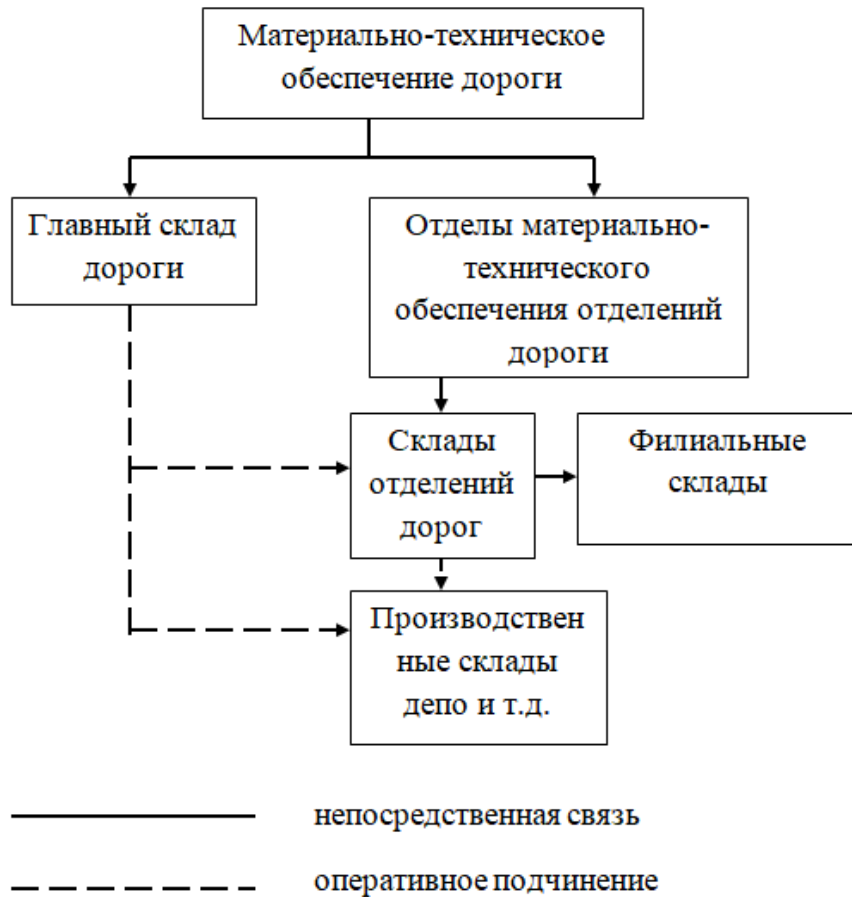 Материально-техническое
обеспечение дороги
Главный склад
дороги
Отделы материально-
технического
обеспечения отделений
дороги
Склады
отделений
дорог
Филиальные
склады
Производствен
ные склады
депо и т.д.
непосредственная связь
оперативное подчинение